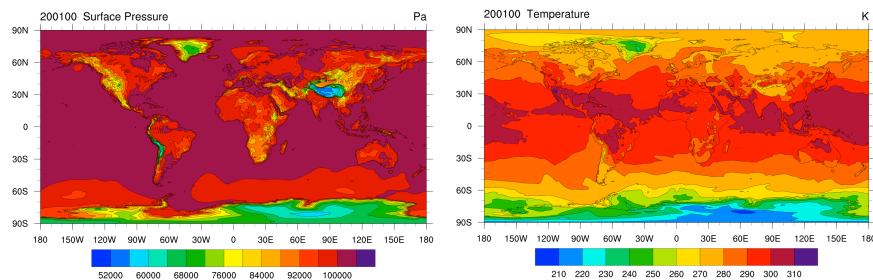 200100 Surface Pressure Pa
90N
60N
30N
0
30S
60S
90S
180 150W 120W 90W 60W 30W 0 30E 60E 90E 120E 150E 180
52000 60000 68000 76000 84000 92000 100000
200100 Temperature K
90N
60N
30N
0
30S
60S
90S
180 150W 120W 90W 60W 30W 0 30E 60E 90E 120E 150E 180
210 220 230 240 250 260 270 280 290 300 310